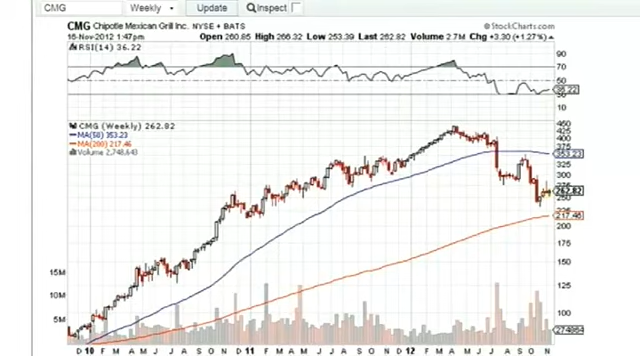 CMG Weekly Update Inspect
CMG Chipotle Mexican Grill Inc. NYSE + BATS © StockCharts.com
16-Nov-2012 1:47pm Open 260.85 High 266.32 Low 253.39 Last 262.82 Volume 2.7M Chg +3.30 (+1.27%)
RSI(14) 36.22
90
70
50
36.22
30
10
CMG (Weekly) 262.82
MA(50) 353.23
MA(200) 217.46
Volume 2,748,643
450
425
400
375
353.23
325
300
275
262.82
250
225
217.46
200
175
150
125
100
15M
10M
5M
D 10 F M A M J J A S O N D 11 F M A M J J A S O N D 12 F M A M J J A S O